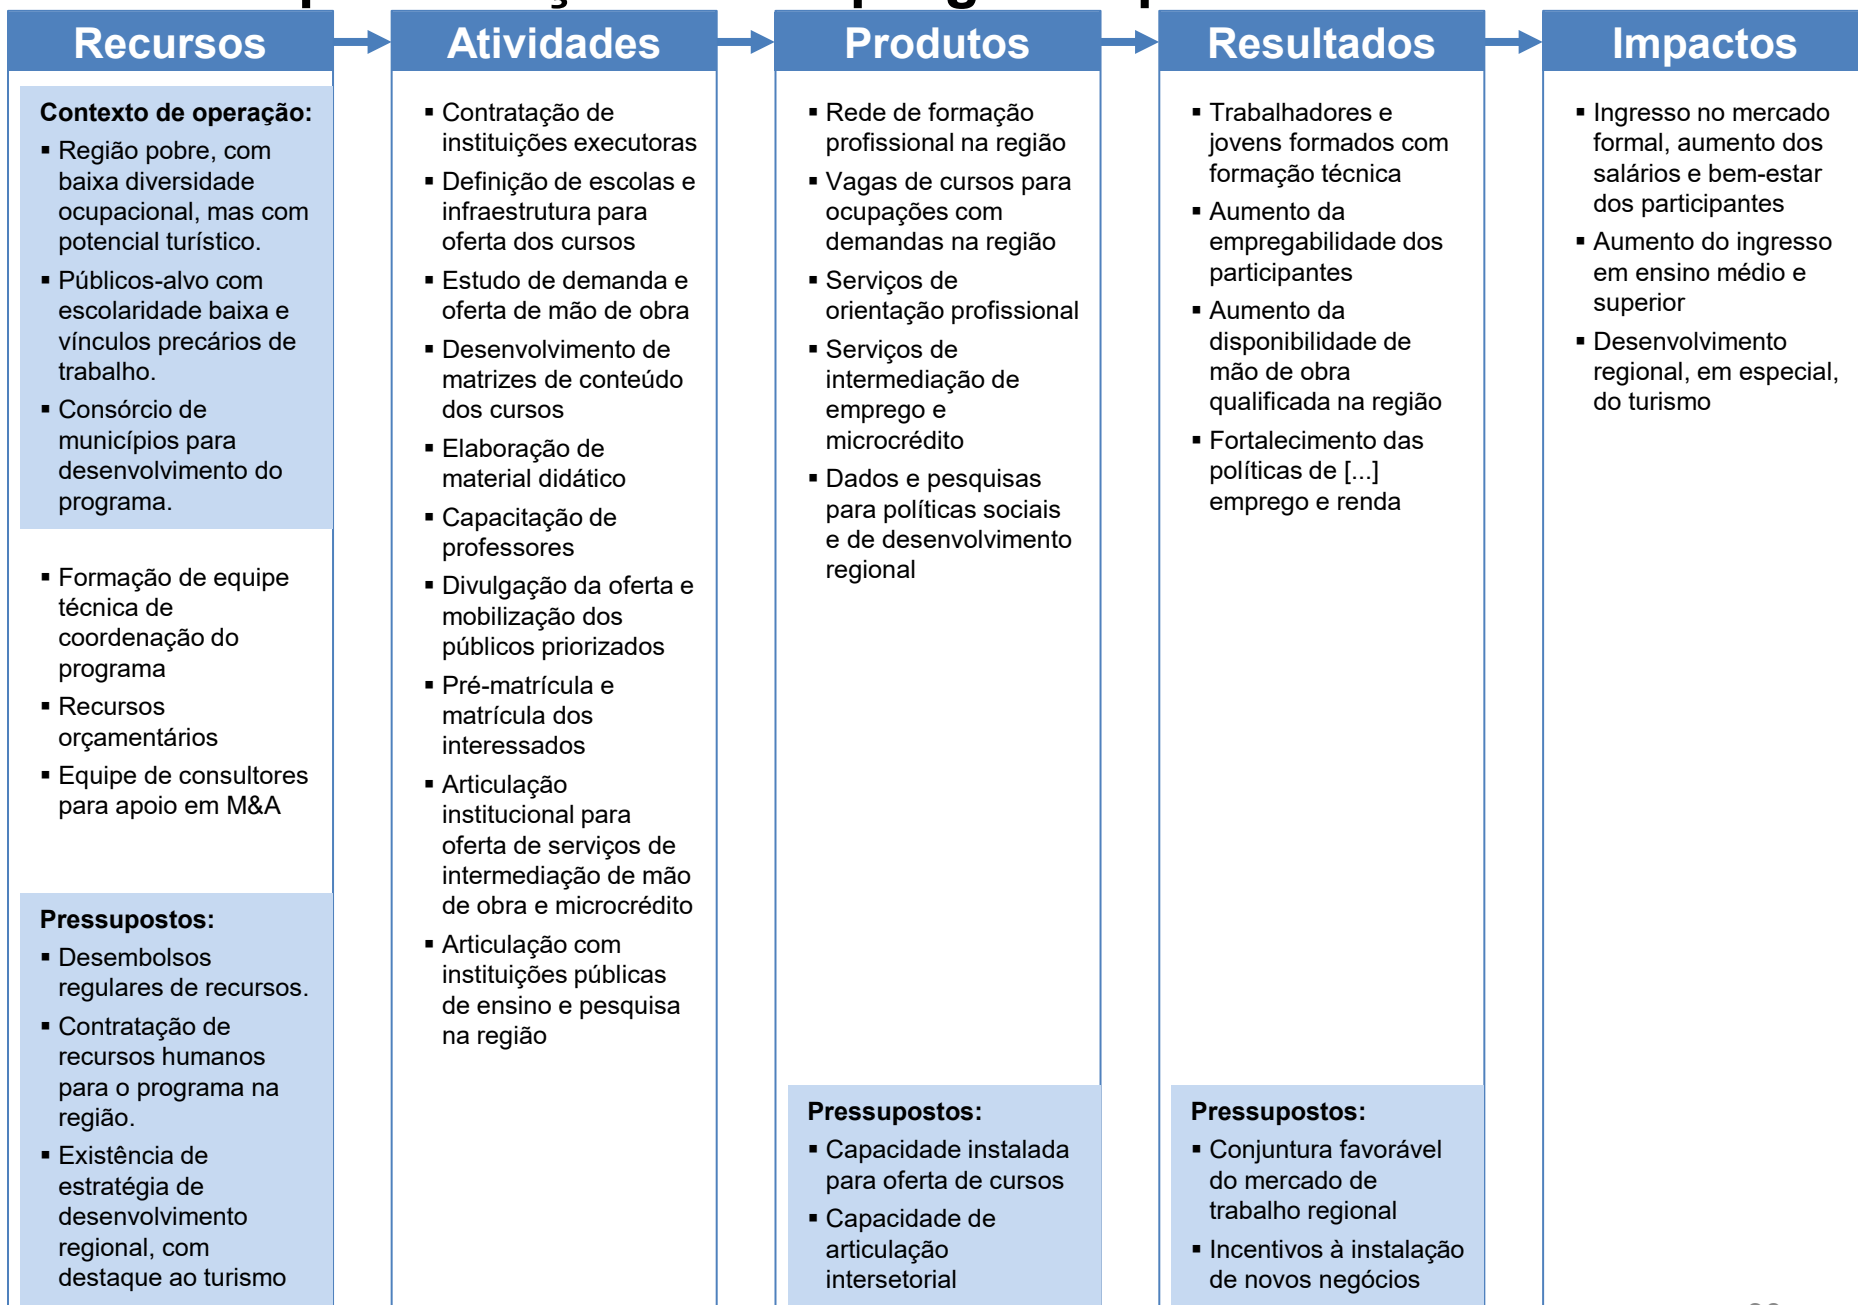 Recursos
Contexto de operação:
▪ Região pobre, com
baixa diversidade
ocupacional, mas com
potencial turístico.
▪ Públicos-alvo com
escolaridade baixa e
vínculos precários de
trabalho.
▪ Consórcio de
municípios para
desenvolvimento do
programa.
▪ Formação de equipe
técnica de
coordenação do
programa
▪ Recursos
orçamentários
▪ Equipe de consultores
para apoio em M&A
Pressupostos:
▪ Desembolsos
regulares de recursos.
▪ Contratação de
recursos humanos
para o programa na
região.
▪ Existência de
estratégia de
desenvolvimento
regional, com
destaque ao turismo
Atividades
▪ Contratação de
instituições executoras
▪ Definição de escolas e
infraestrutura para
oferta dos cursos
▪ Estudo de demanda e
oferta de mão de obra
▪ Desenvolvimento de
matrizes de conteúdo
dos cursos
▪ Elaboração de
material didático
▪ Capacitação de
professores
▪ Divulgação da oferta e
mobilização dos
públicos priorizados
▪ Pré-matrícula e
matrícula dos
interessados
▪ Articulação
institucional para
oferta de serviços de
intermediação de mão
de obra e microcrédito
▪ Articulação com
instituições públicas
de ensino e pesquisa
na região
Produtos
▪ Rede de formação
profissional na região
▪ Vagas de cursos para
ocupações com
demandas na região
▪ Serviços de
orientação profissional
▪ Serviços de
intermediação de
emprego e
microcrédito
▪ Dados e pesquisas
para políticas sociais
e de desenvolvimento
regional
Pressupostos:
▪ Capacidade instalada
para oferta de cursos
▪ Capacidade de
articulação
intersetorial
Resultados
▪ Trabalhadores e
jovens formados com
formação técnica
▪ Aumento da
empregabilidade dos
participantes
▪ Aumento da
disponibilidade de
mão de obra
qualificada na região
▪ Fortalecimento das
políticas de [...]
emprego e renda
Pressupostos:
▪ Conjuntura favorável
do mercado de
trabalho regional
▪ Incentivos à instalação
de novos negócios
Impactos
▪ Ingresso no mercado
formal, aumento dos
salários e bem-estar
dos participantes
▪ Aumento do ingresso
em ensino médio e
superior
▪ Desenvolvimento
regional, em especial,
do turismo